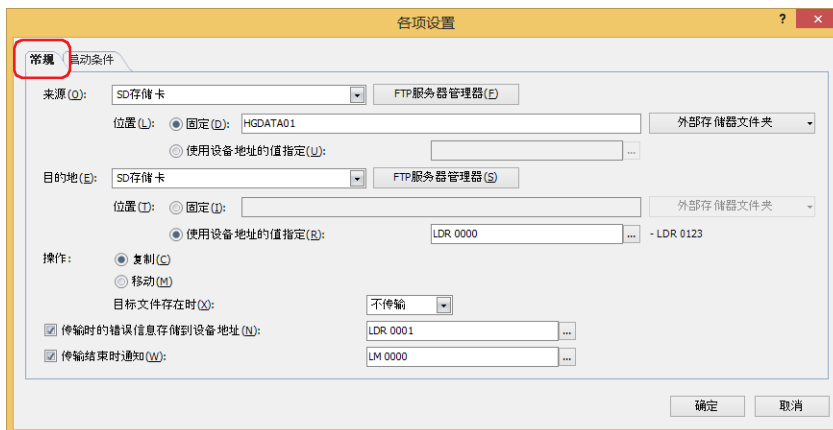 各项设置
常规 启动条件
来源(O): SD存储卡 FTP服务器管理器(F)
位置(L): 固定(D): HGDATA01 外部存储器文件夹
使用设备地址的值指定(U): ...
目的地(E): SD存储卡 FTP服务器管理器(S)
位置(T): 固定(I): 外部存储器文件夹
使用设备地址的值指定(R): LDR 0000 ... - LDR 0123
操作: 复制(C)
移动(M)
目标文件存在时(X): 不传输
传输时的错误信息存储到设备地址(N): LDR 0001 ...
传输结束时通知(W): LM 0000 ...
确定 取消